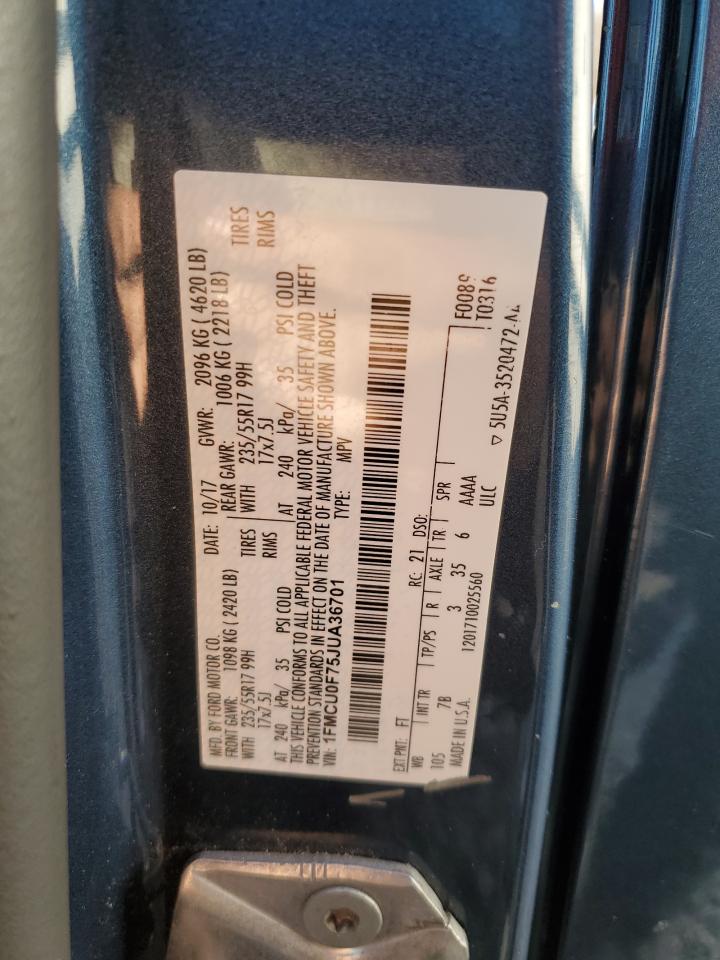 MFD. BY FORD MOTOR CO.
DATE: 10/17 GVWR: 2096 KG ( 4620 LB)
FRONT GAWR: 1098 KG ( 2420 LB) REAR GAWR: 1006 KG ( 2218 LB)
WITH 235/55R17 99H TIRES WITH 235/55R17 99H TIRES
17x7.5J RIMS 17x7.5J RIMS
AT 240 kPa/ 35 PSI COLD AT 240 kPa/ 35 PSI COLD
THIS VEHICLE CONFORMS TO ALL APPLICABLE FEDERAL MOTOR VEHICLE SAFETY AND THEFT
PREVENTION STANDARDS IN EFFECT ON THE DATE OF MANUFACTURE SHOWN ABOVE.
VIN: 1FMCU0F75JUA36701 TYPE: MPV
EXT PNT: FT RC: 21 DSO: F0089
WB INT TR TP/PS R AXLE TR SPR T0316
105 7B 3 35 6 AAAA
MADE IN U.S.A. 1201710025560 ULC
5U5A-3520472-A